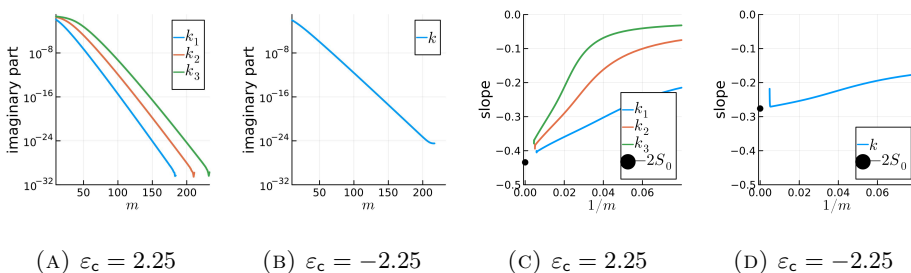 imaginary part
10⁻⁸
10⁻¹⁶
10⁻²⁴
10⁻³²
50 100 150 200
m
k₁
k₂
k₃
(A) ε_c = 2.25
imaginary part
10⁻⁸
10⁻¹⁶
10⁻²⁴
10⁻³²
50 100 150 200
m
k
(B) ε_c = −2.25
slope
0.0
−0.1
−0.2
−0.3
−0.4
−0.5
0.00 0.02 0.04 0.06
1/m
k₁
k₂
k₃
−2S₀
(C) ε_c = 2.25
slope
0.0
−0.1
−0.2
−0.3
−0.4
−0.5
0.00 0.02 0.04 0.06
1/m
k
−2S₀
(D) ε_c = −2.25